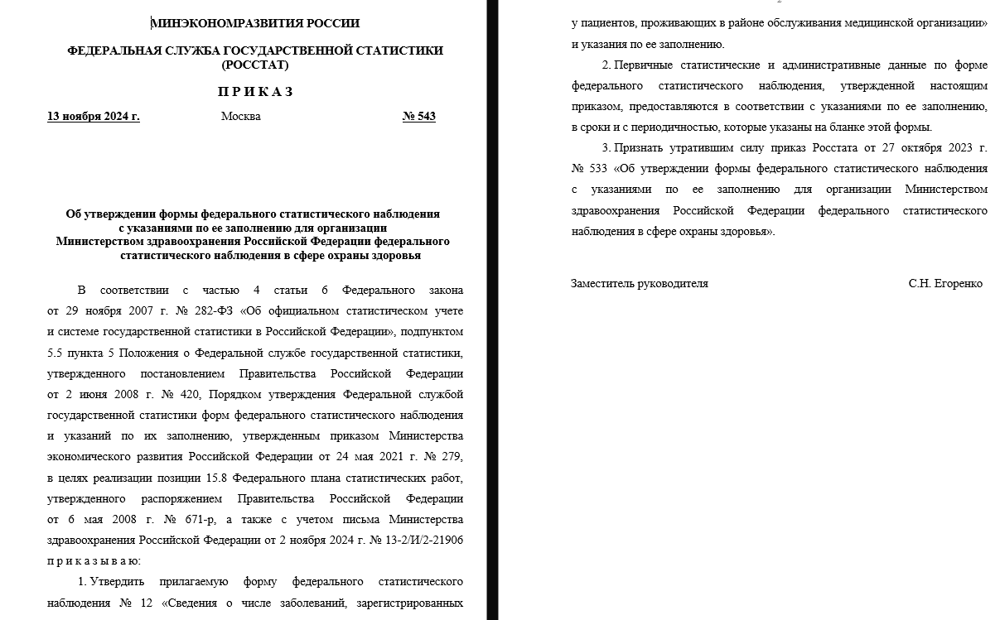 МИНЭКОНОМРАЗВИТИЯ РОССИИ
ФЕДЕРАЛЬНАЯ СЛУЖБА ГОСУДАРСТВЕННОЙ СТАТИСТИКИ
(РОССТАТ)
П Р И К А З
13 ноября 2024 г. Москва № 543
Об утверждении формы федерального статистического наблюдения
с указаниями по ее заполнению для организации
Министерством здравоохранения Российской Федерации федерального
статистического наблюдения в сфере охраны здоровья
В соответствии с частью 4 статьи 6 Федерального закона
от 29 ноября 2007 г. № 282-ФЗ «Об официальном статистическом учете
и системе государственной статистики в Российской Федерации», подпунктом
5.5 пункта 5 Положения о Федеральной службе государственной статистики,
утвержденного постановлением Правительства Российской Федерации
от 2 июня 2008 г. № 420, Порядком утверждения Федеральной службой
государственной статистики форм федерального статистического наблюдения
и указаний по их заполнению, утвержденным приказом Министерства
экономического развития Российской Федерации от 24 мая 2021 г. № 279,
в целях реализации позиции 15.8 Федерального плана статистических работ,
утвержденного распоряжением Правительства Российской Федерации
от 6 мая 2008 г. № 671-р, а также с учетом письма Министерства
здравоохранения Российской Федерации от 2 ноября 2024 г. № 13-2/И/2-21906
п р и к а з ы в а ю:
1. Утвердить прилагаемую форму федерального статистического
наблюдения № 12 «Сведения о числе заболеваний, зарегистрированных
у пациентов, проживающих в районе обслуживания медицинской организации»
и указания по ее заполнению.
2. Первичные статистические и административные данные по форме
федерального статистического наблюдения, утвержденной настоящим
приказом, предоставляются в соответствии с указаниями по ее заполнению,
в сроки и с периодичностью, которые указаны на бланке этой формы.
3. Признать утратившим силу приказ Росстата от 27 октября 2023 г.
№ 533 «Об утверждении формы федерального статистического наблюдения
с указаниями по ее заполнению для организации Министерством
здравоохранения Российской Федерации федерального статистического
наблюдения в сфере охраны здоровья».
Заместитель руководителя С.Н. Егоренко